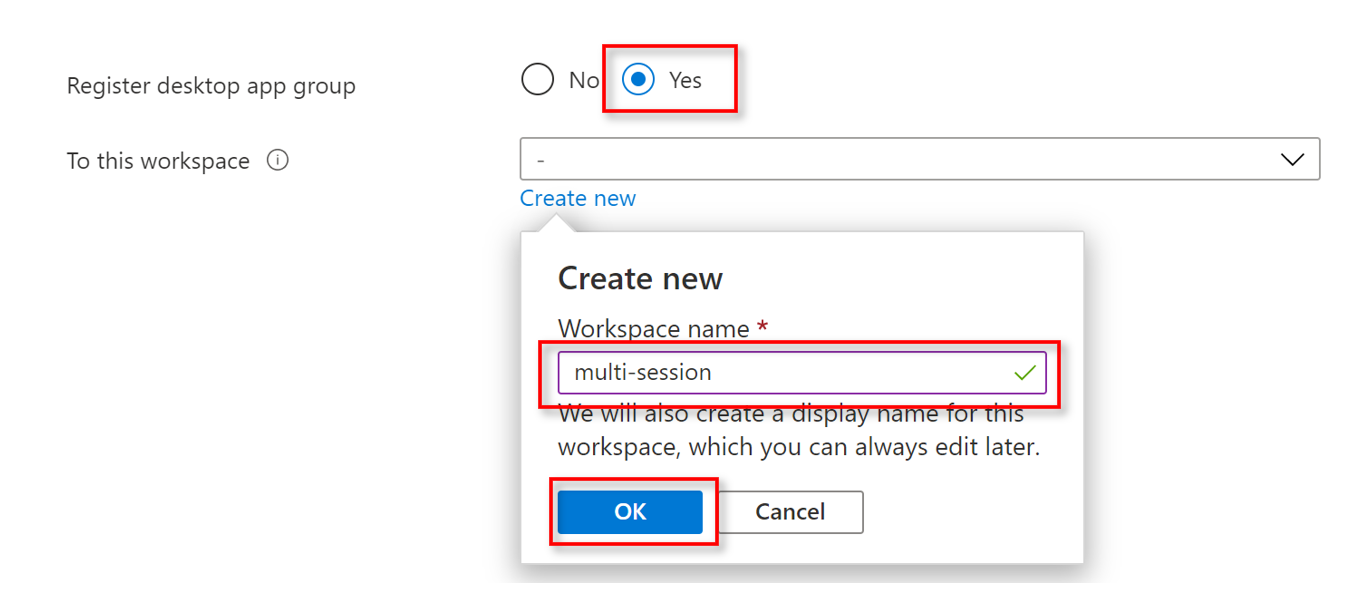 Register desktop app group
No
Yes
To this workspace
-
Create new
Create new
Workspace name *
multi-session
We will also create a display name for this
workspace, which you can always edit later.
OK
Cancel